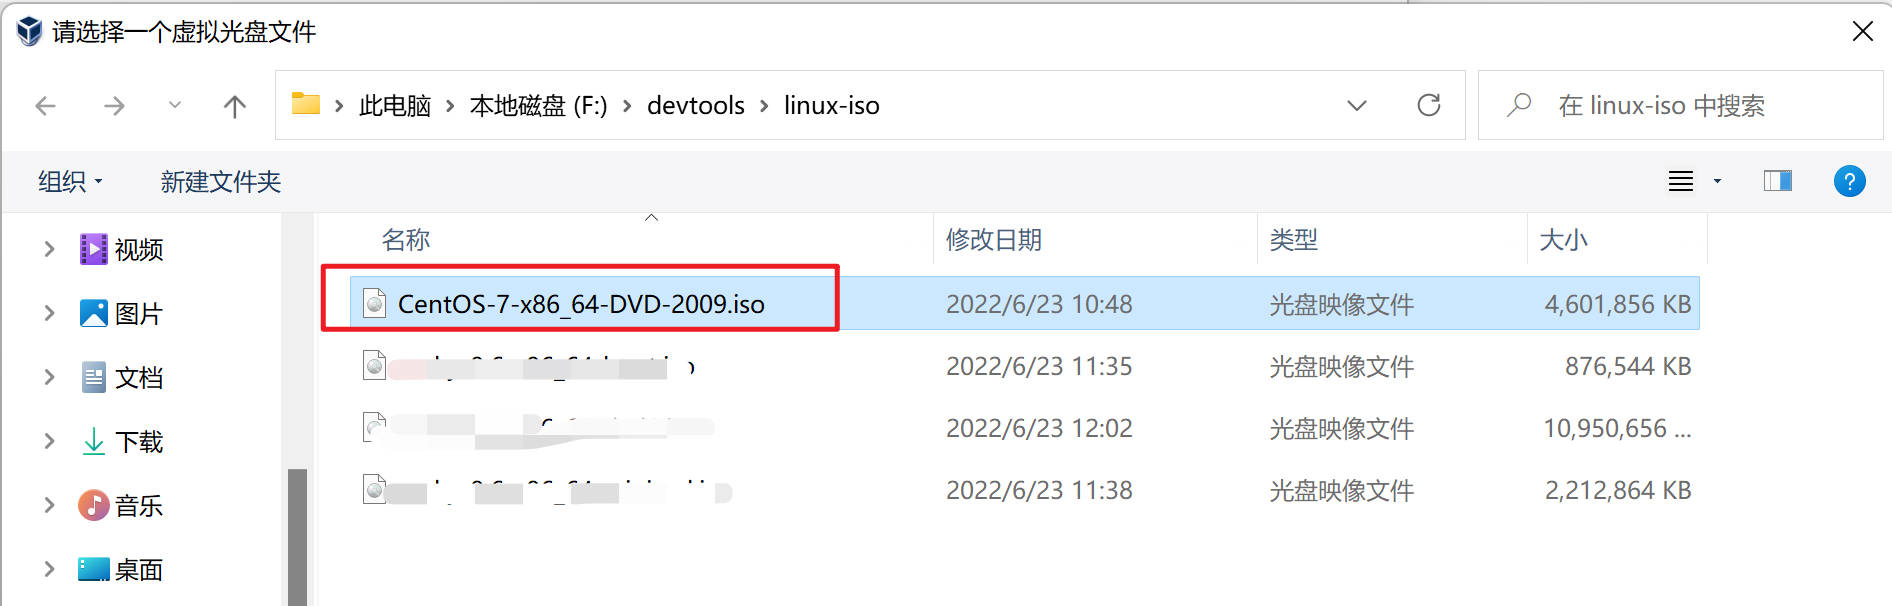 请选择一个虚拟光盘文件
此电脑 本地磁盘 (F:) devtools linux-iso
在 linux-iso 中搜索
组织 新建文件夹
名称 修改日期 类型 大小
视频
CentOS-7-x86_64-DVD-2009.iso 2022/6/23 10:48 光盘映像文件 4,601,856 KB
图片
2022/6/23 11:35 光盘映像文件 876,544 KB
文档
2022/6/23 12:02 光盘映像文件 10,950,656 ...
下载
2022/6/23 11:38 光盘映像文件 2,212,864 KB
音乐
桌面